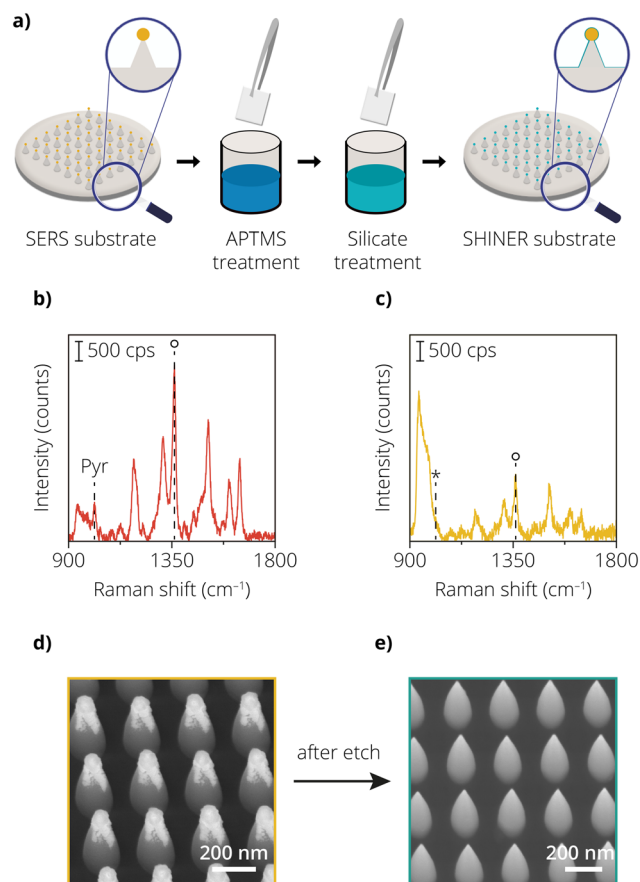 a)
SERS substrate
APTMS
treatment
Silicate
treatment
SHINER substrate
b)
500 cps
Pyr
Intensity (counts)
900 1350 1800
Raman shift (cm⁻¹)
c)
500 cps
*
Intensity (counts)
900 1350 1800
Raman shift (cm⁻¹)
d)
200 nm
after etch
e)
200 nm